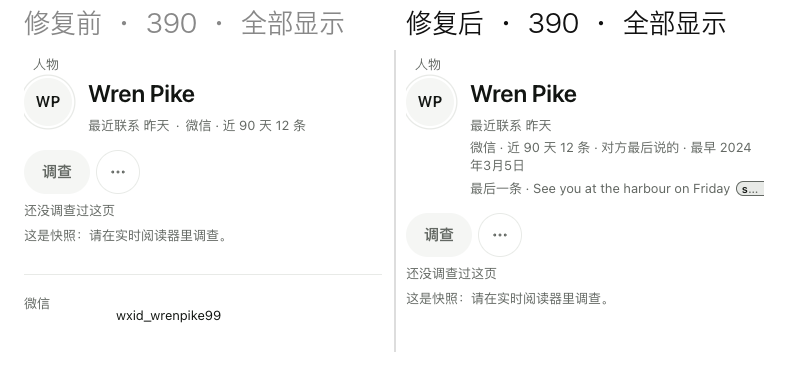 修复前 · 390 · 全部显示
人物
WP
Wren Pike
最近联系 昨天 · 微信 · 近 90 天 12 条
调查
···
还没调查过这页
这是快照：请在实时阅读器里调查。
微信
wxid_wrenpike99
修复后 · 390 · 全部显示
人物
WP
Wren Pike
最近联系 昨天
微信 · 近 90 天 12 条 · 对方最后说的 · 最早 2024
年3月5日
最后一条 · See you at the harbour on Friday s...
调查
···
还没调查过这页
这是快照：请在实时阅读器里调查。